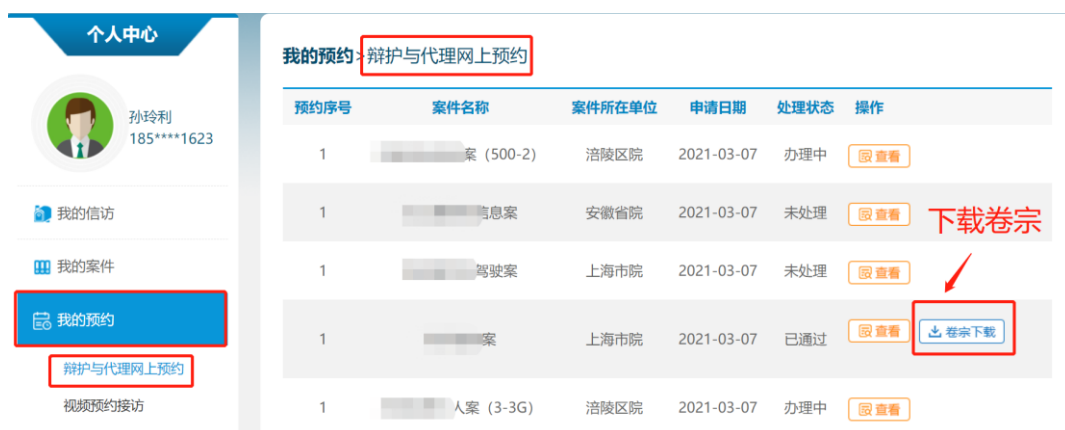 个人中心
孙玲利
185****1623
我的信访
我的案件
我的预约
辩护与代理网上预约
视频预约接访
我的预约>辩护与代理网上预约
预约序号 案件名称 案件所在单位 申请日期 处理状态 操作
1 案（500-2） 涪陵区院 2021-03-07 办理中 查看
1 信息案 安徽省院 2021-03-07 未处理 查看
下载卷宗
1 驾驶案 上海市院 2021-03-07 未处理 查看
1 案 上海市院 2021-03-07 已通过 查看 卷宗下载
1 人案（3-3G） 涪陵区院 2021-03-07 办理中 查看